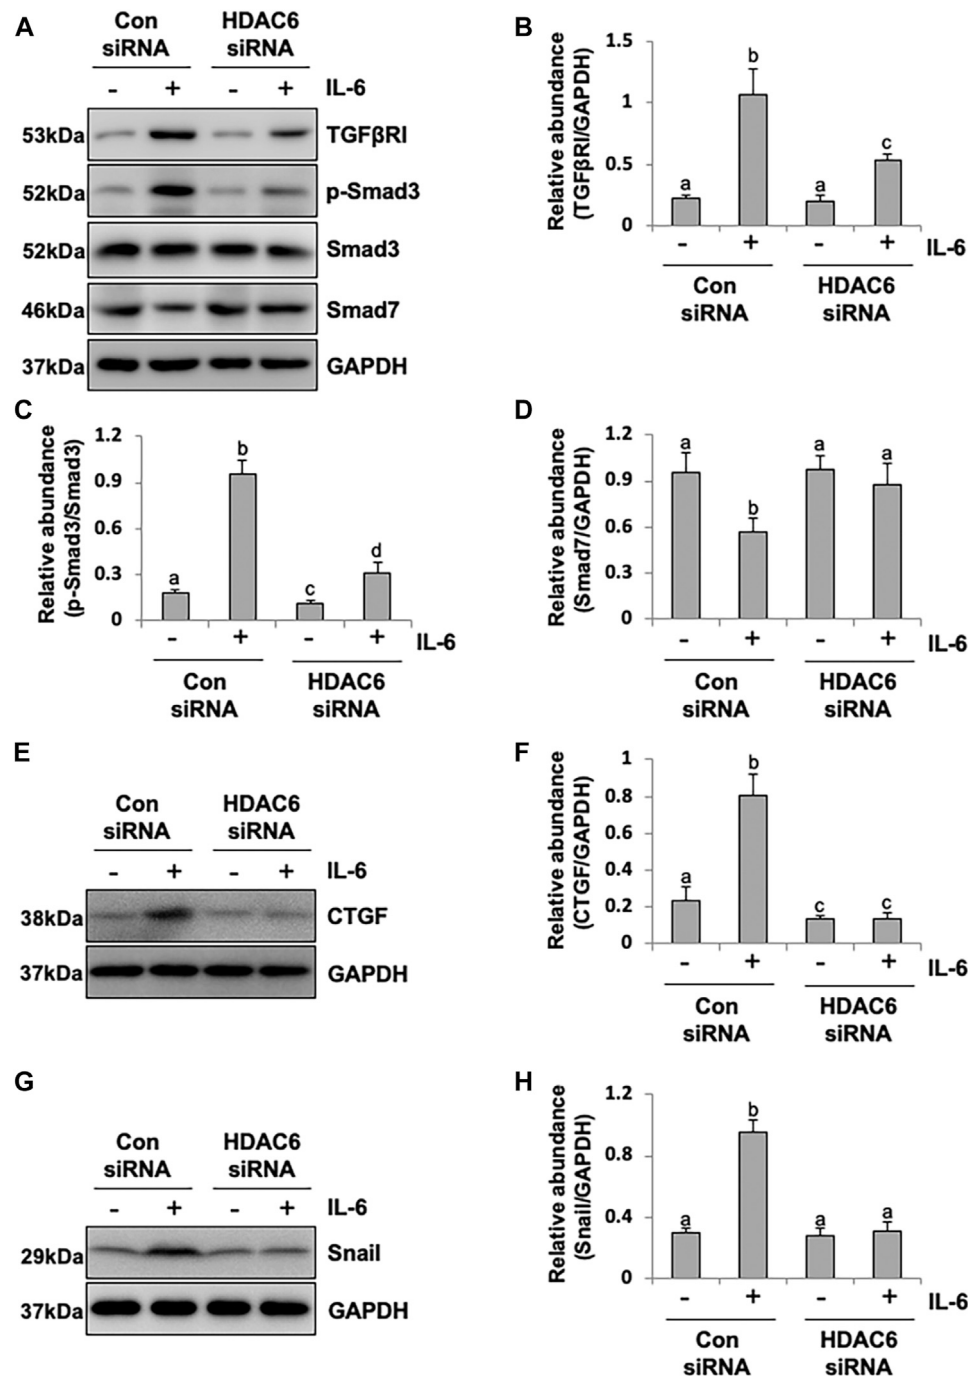 A
Con
siRNA
HDAC6
siRNA
- + - + IL-6
53kDa TGFβRI
52kDa p-Smad3
52kDa Smad3
46kDa Smad7
37kDa GAPDH
B
Relative abundance
(TGFβRI/GAPDH)
1.5
1
0.5
0
a b a c
- + - + IL-6
Con
siRNA
HDAC6
siRNA
C
Relative abundance
(p-Smad3/Smad3)
1.2
0.9
0.6
0.3
0
a b c d
- + - + IL-6
Con
siRNA
HDAC6
siRNA
D
Relative abundance
(Smad7/GAPDH)
1.2
0.9
0.6
0.3
0
a b a a
- + - + IL-6
Con
siRNA
HDAC6
siRNA
E
Con
siRNA
HDAC6
siRNA
- + - + IL-6
38kDa CTGF
37kDa GAPDH
F
Relative abundance
(CTGF/GAPDH)
1
0.8
0.6
0.4
0.2
0
a b c c
- + - + IL-6
Con
siRNA
HDAC6
siRNA
G
Con
siRNA
HDAC6
siRNA
- + - + IL-6
29kDa Snail
37kDa GAPDH
H
Relative abundance
(Snail/GAPDH)
1.2
0.8
0.4
0
a b a a
- + - + IL-6
Con
siRNA
HDAC6
siRNA